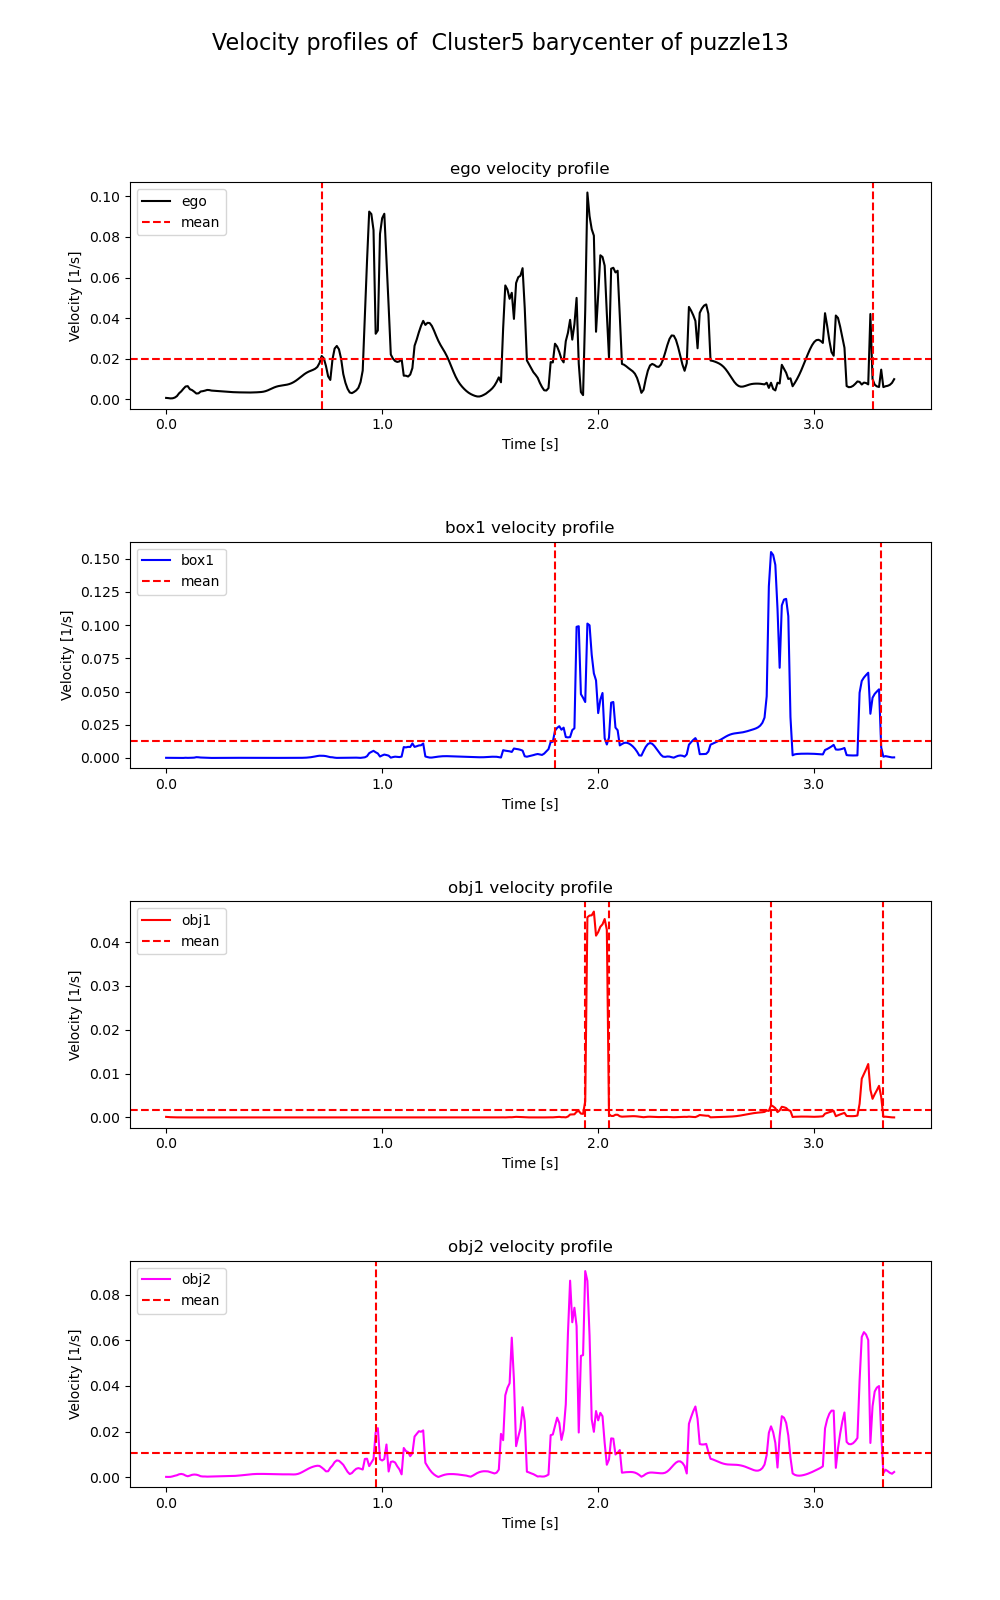 Velocity profiles of  Cluster5 barycenter of puzzle13
ego velocity profile
ego
mean
Velocity [1/s]
0.10
0.08
0.06
0.04
0.02
0.00
0.0 1.0 2.0 3.0
Time [s]
box1 velocity profile
box1
mean
Velocity [1/s]
0.150
0.125
0.100
0.075
0.050
0.025
0.000
0.0 1.0 2.0 3.0
Time [s]
obj1 velocity profile
obj1
mean
Velocity [1/s]
0.04
0.03
0.02
0.01
0.00
0.0 1.0 2.0 3.0
Time [s]
obj2 velocity profile
obj2
mean
Velocity [1/s]
0.08
0.06
0.04
0.02
0.00
0.0 1.0 2.0 3.0
Time [s]